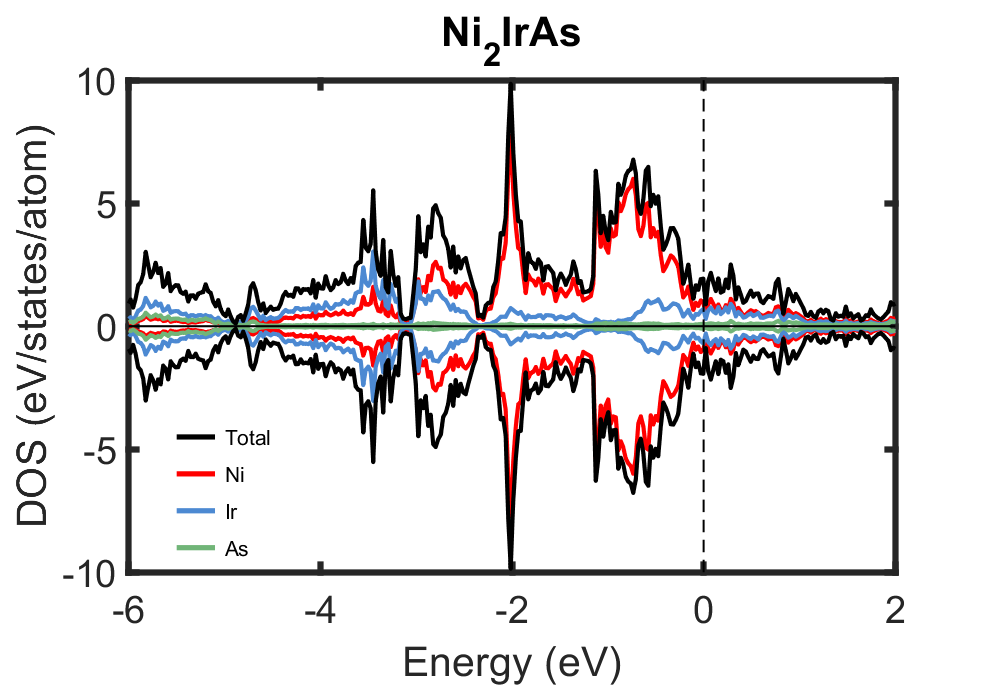 Ni2IrAs
10
5
0
-5
-10
DOS (eV/states/atom)
Total
Ni
Ir
As
-6
-4
-2
0
2
Energy (eV)